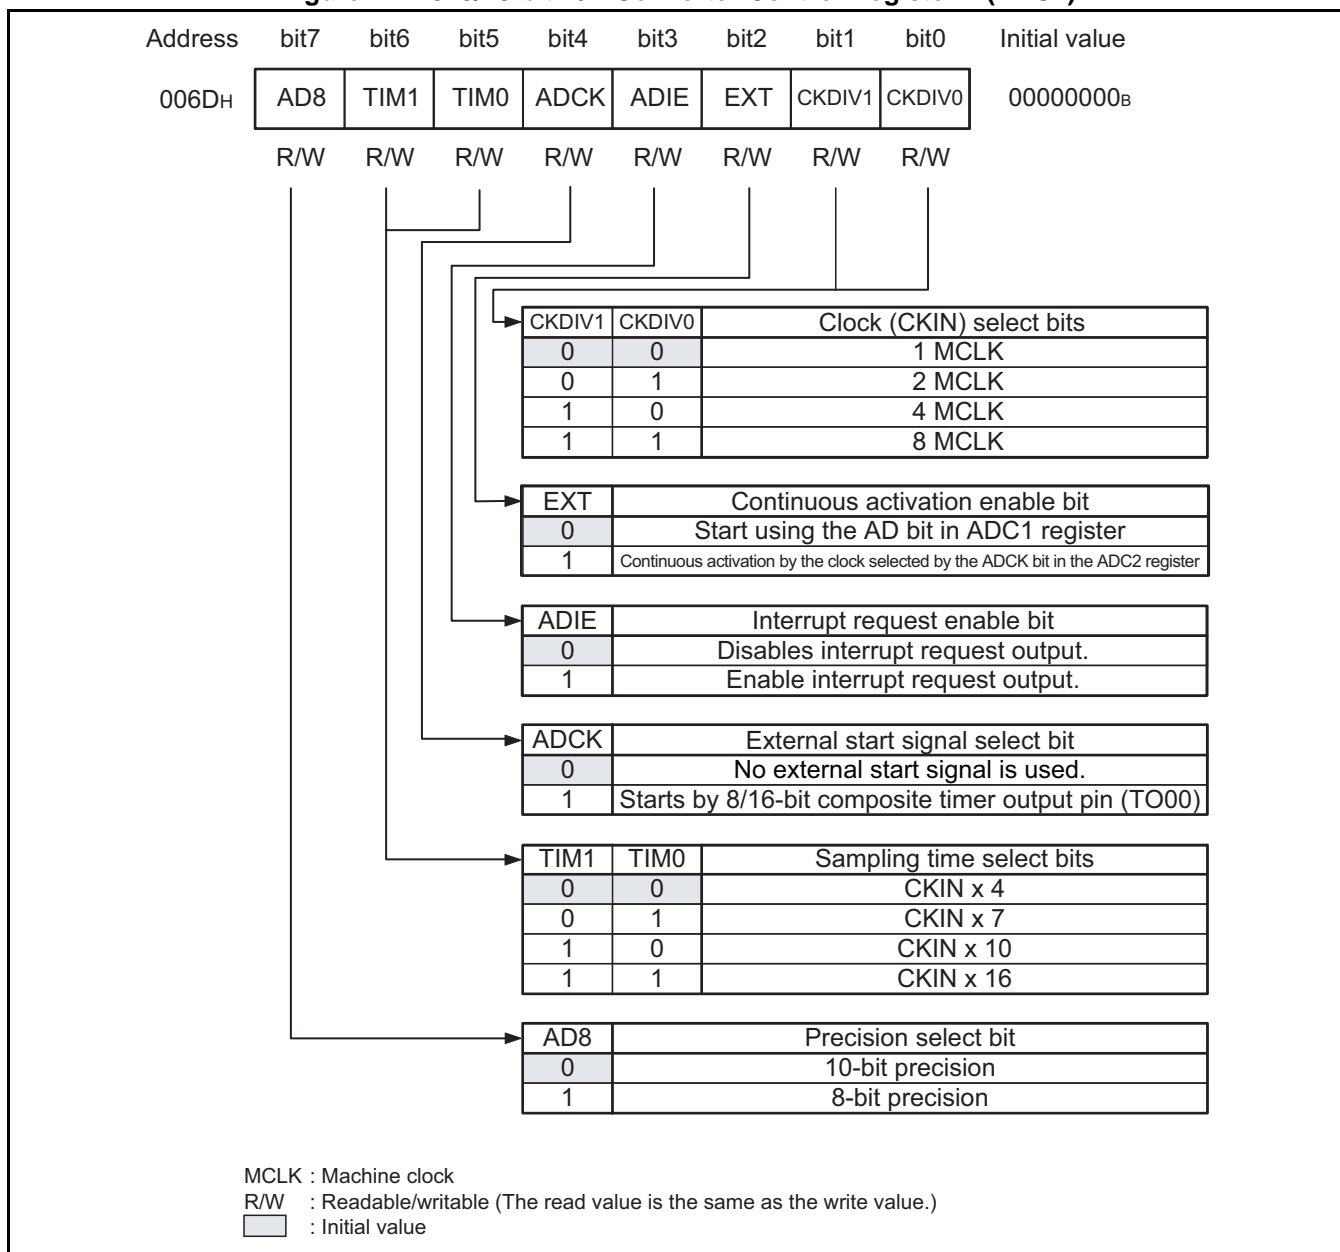 Address bit7 bit6 bit5 bit4 bit3 bit2 bit1 bit0 Initial value
006DH AD8 TIM1 TIM0 ADCK ADIE EXT CKDIV1 CKDIV0 00000000B
R/W R/W R/W R/W R/W R/W R/W R/W
CKDIV1 CKDIV0 Clock (CKIN) select bits
0 0 1 MCLK
0 1 2 MCLK
1 0 4 MCLK
1 1 8 MCLK
EXT Continuous activation enable bit
0 Start using the AD bit in ADC1 register
1 Continuous activation by the clock selected by the ADCK bit in the ADC2 register
ADIE Interrupt request enable bit
0 Disables interrupt request output.
1 Enable interrupt request output.
ADCK External start signal select bit
0 No external start signal is used.
1 Starts by 8/16-bit composite timer output pin (TO00)
TIM1 TIM0 Sampling time select bits
0 0 CKIN x 4
0 1 CKIN x 7
1 0 CKIN x 10
1 1 CKIN x 16
AD8 Precision select bit
0 10-bit precision
1 8-bit precision
MCLK : Machine clock
R/W : Readable/writable (The read value is the same as the write value.)
: Initial value